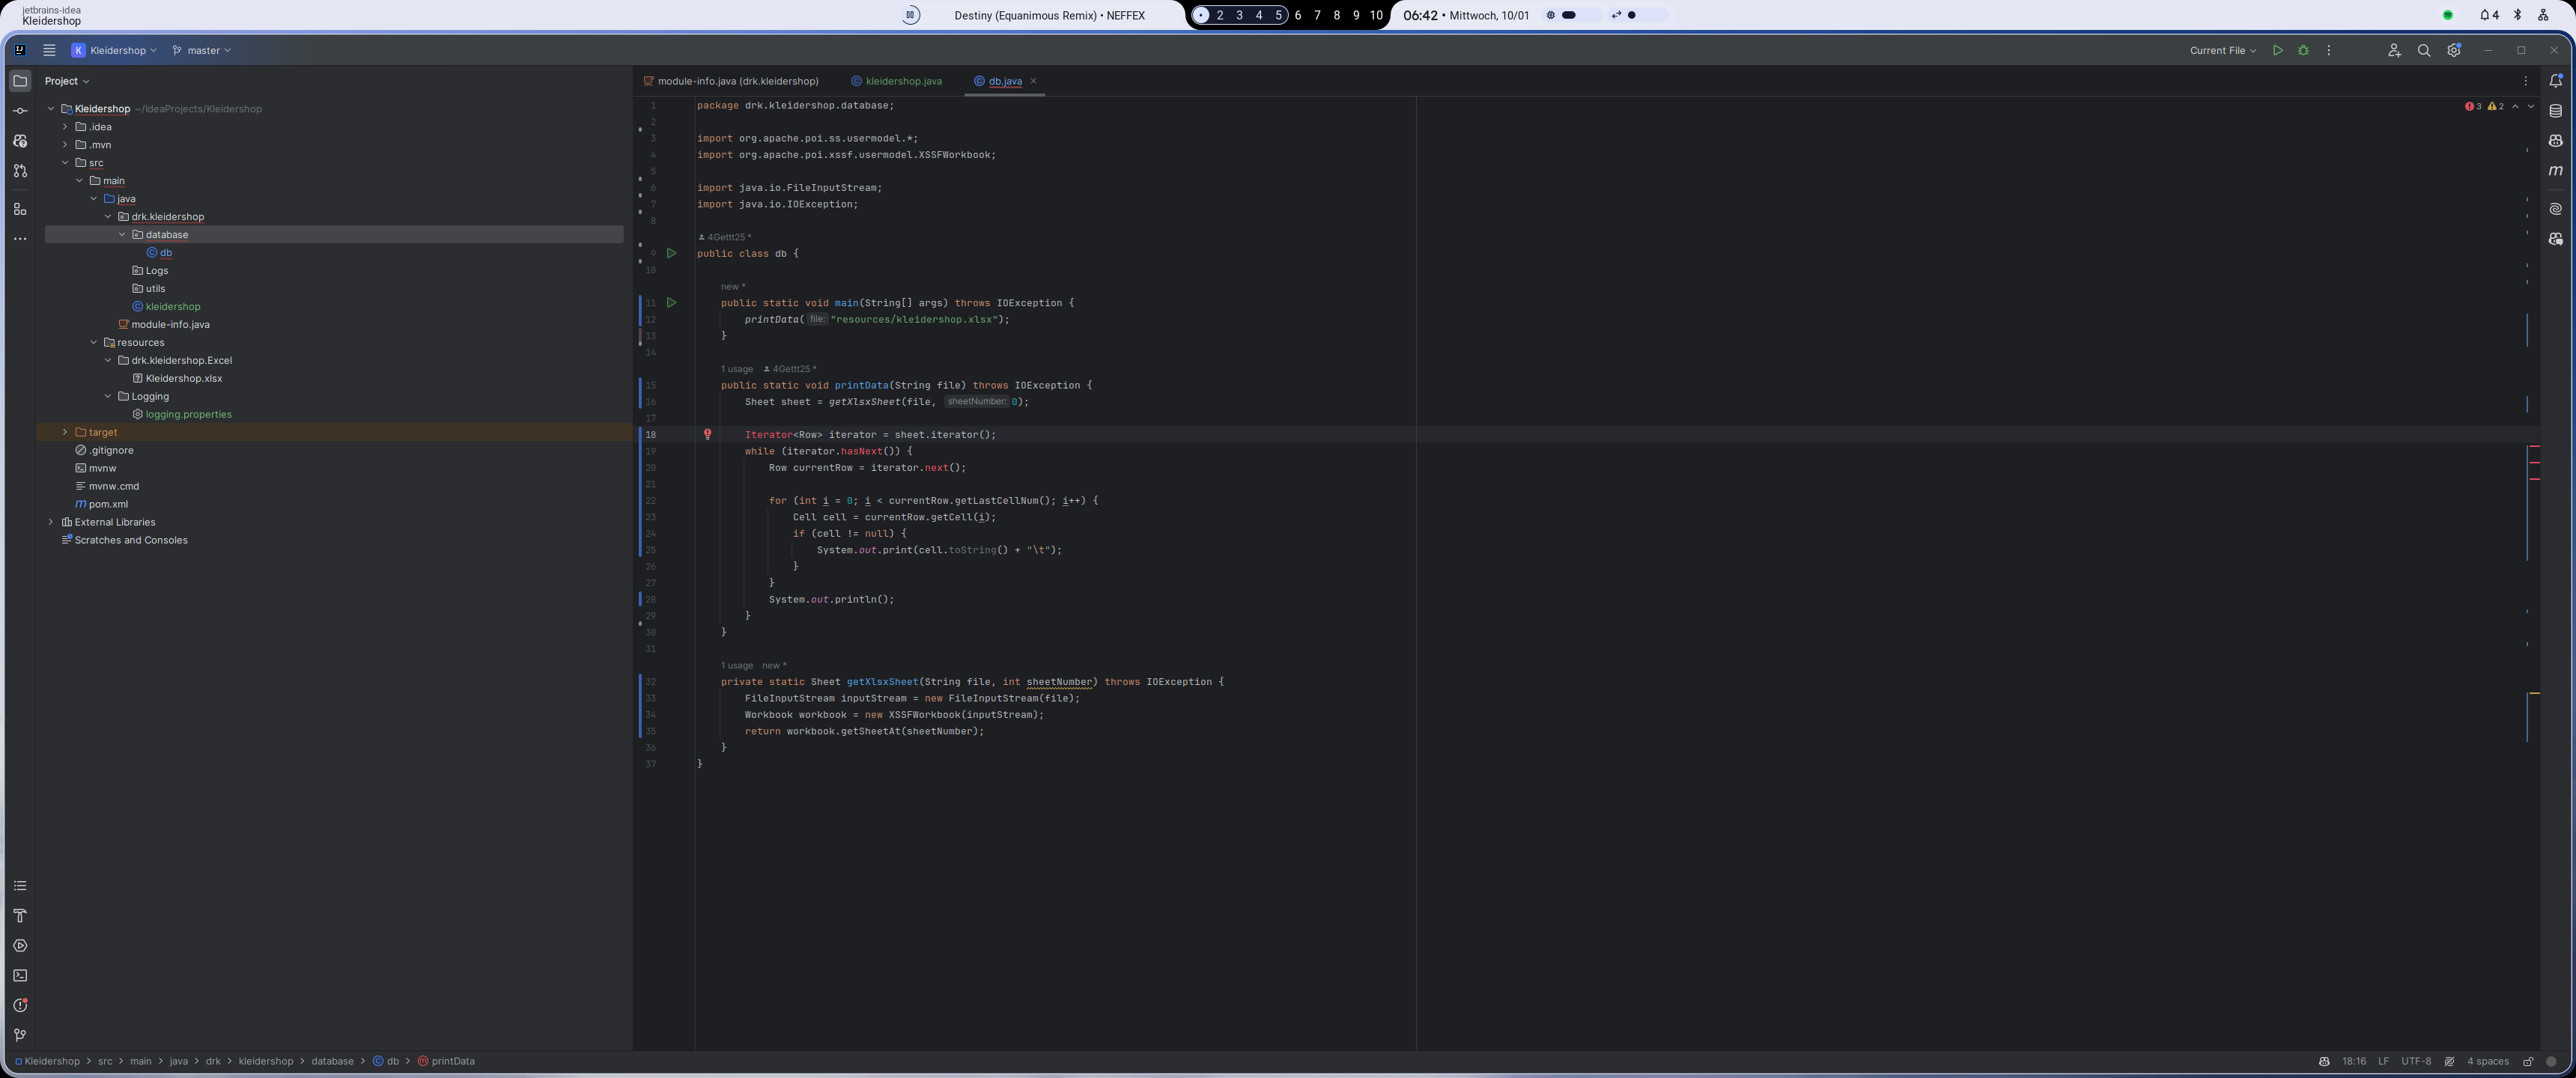 jetbrains-idea
Kleidershop
Destiny (Equanimous Remix) • NEFFEX
2 3 4 5 6 7 8 9 10
06:42 • Mittwoch, 10/01
4
K Kleidershop
master
Current File
Project
module-info.java (drk.kleidershop)
kleidershop.java
db.java
Kleidershop ~/IdeaProjects/Kleidershop
.idea
.mvn
src
main
java
drk.kleidershop
database
db
Logs
utils
kleidershop
module-info.java
resources
drk.kleidershop.Excel
Kleidershop.xlsx
Logging
logging.properties
target
.gitignore
mvnw
mvnw.cmd
pom.xml
External Libraries
Scratches and Consoles
3 2
1 package drk.kleidershop.database;
2
3 import org.apache.poi.ss.usermodel.*;
4 import org.apache.poi.xssf.usermodel.XSSFWorkbook;
5
6 import java.io.FileInputStream;
7 import java.io.IOException;
8
4Gettt25 *
9 public class db {
10
new *
11 public static void main(String[] args) throws IOException {
12 printData( file: "resources/kleidershop.xlsx");
13 }
14
1 usage 4Gettt25 *
15 public static void printData(String file) throws IOException {
16 Sheet sheet = getXlsxSheet(file, sheetNumber: 0);
17
18 Iterator<Row> iterator = sheet.iterator();
19 while (iterator.hasNext()) {
20 Row currentRow = iterator.next();
21
22 for (int i = 0; i < currentRow.getLastCellNum(); i++) {
23 Cell cell = currentRow.getCell(i);
24 if (cell != null) {
25 System.out.print(cell.toString() + "\t");
26 }
27 }
28 System.out.println();
29 }
30 }
31
1 usage new *
32 private static Sheet getXlsxSheet(String file, int sheetNumber) throws IOException {
33 FileInputStream inputStream = new FileInputStream(file);
34 Workbook workbook = new XSSFWorkbook(inputStream);
35 return workbook.getSheetAt(sheetNumber);
36 }
37 }
Kleidershop > src > main > java > drk > kleidershop > database > db > printData
18:16 LF UTF-8 4 spaces